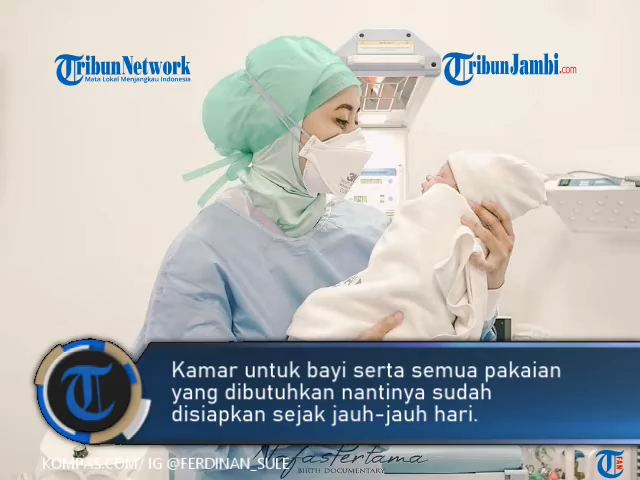 TribunNetwork
Mata Lokal Menjangkau Indonesia
TribunJambi.com
Kamar untuk bayi serta semua pakaian
yang dibutuhkan nantinya sudah
disiapkan sejak jauh-jauh hari.
T
KOMPAS.COM/ IG @FERDINAN_SULE
BIRTH DOCUMENTARY
T FAN